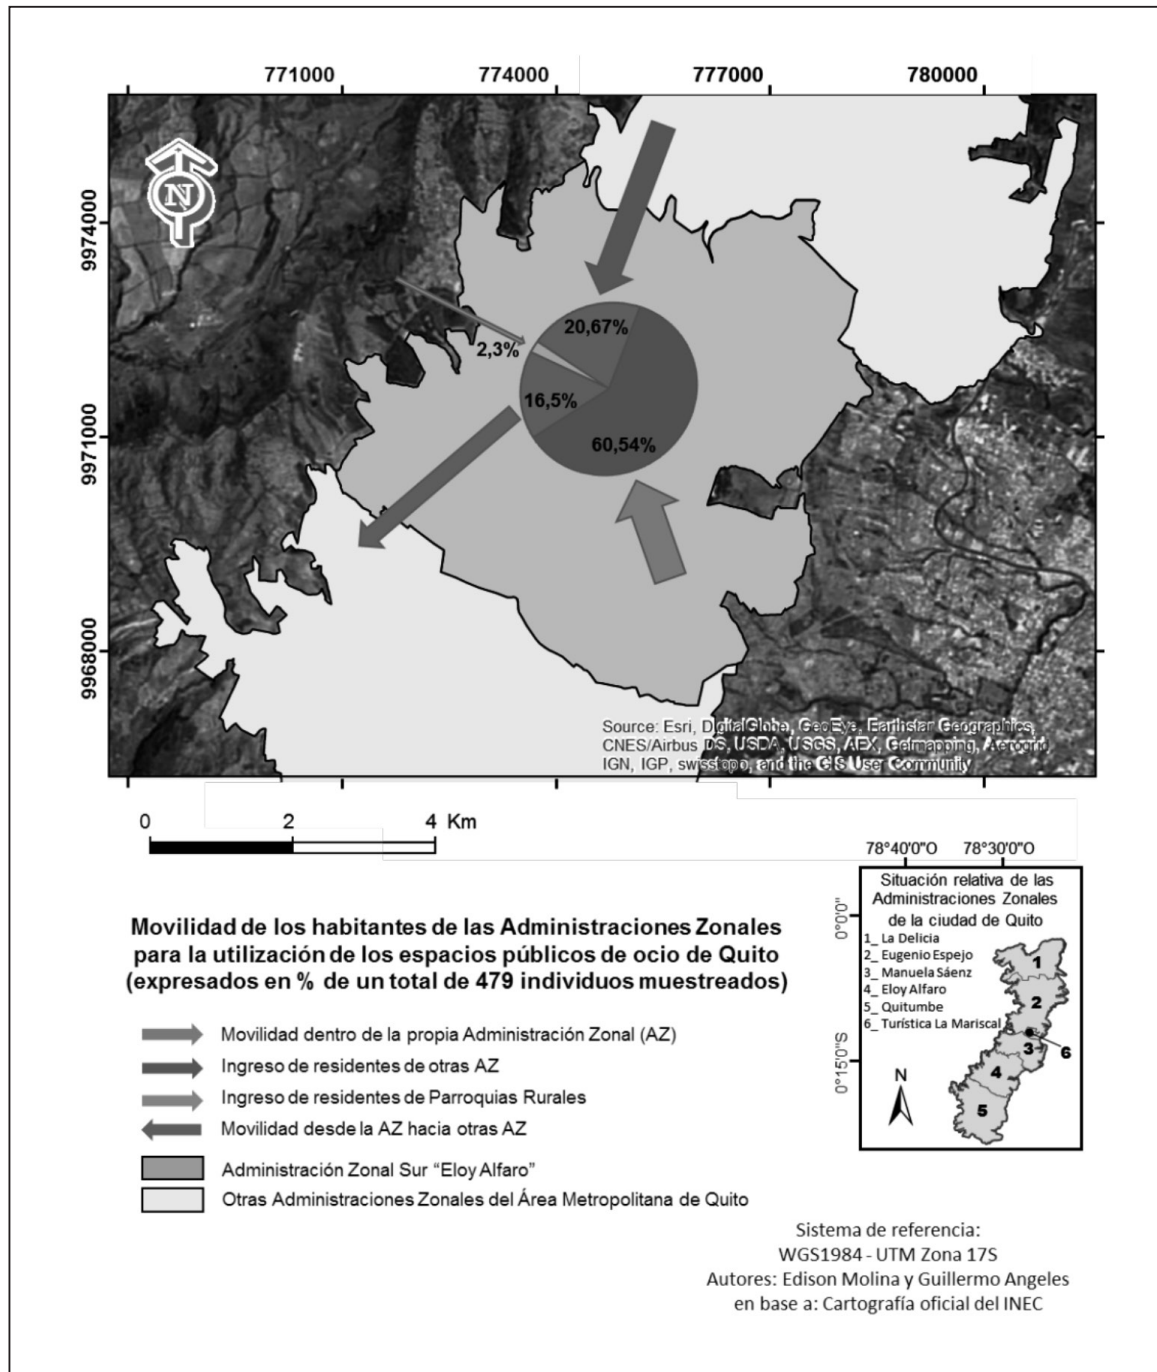 771000 774000 777000 780000
N
9974000
9971000
9968000
20,67%
2,3%
16,5%
60,54%
Source: Esri, DigitalGlobe, GeoEye, Earthstar Geographics,
CNES/Airbus DS, USDA, USGS, AEX, Getmapping, Aerogrid,
IGN, IGP, swisstopo, and the GIS User Community
0 2 4 Km
Movilidad de los habitantes de las Administraciones Zonales
para la utilización de los espacios públicos de ocio de Quito
(expresados en % de un total de 479 individuos muestreados)
Movilidad dentro de la propia Administración Zonal (AZ)
Ingreso de residentes de otras AZ
Ingreso de residentes de Parroquias Rurales
Movilidad desde la AZ hacia otras AZ
Administración Zonal Sur “Eloy Alfaro”
Otras Administraciones Zonales del Área Metropolitana de Quito
78°40'0"O 78°30'0"O
0°0'0"
0°15'0"S
Situación relativa de las
Administraciones Zonales
de la ciudad de Quito
1_ La Delicia
2_ Eugenio Espejo
3_ Manuela Sáenz
4_ Eloy Alfaro
5_ Quitumbe
6_ Turística La Mariscal
1
2
3
6
4
5
N
Sistema de referencia:
WGS1984 - UTM Zona 17S
Autores: Edison Molina y Guillermo Angeles
en base a: Cartografía oficial del INEC